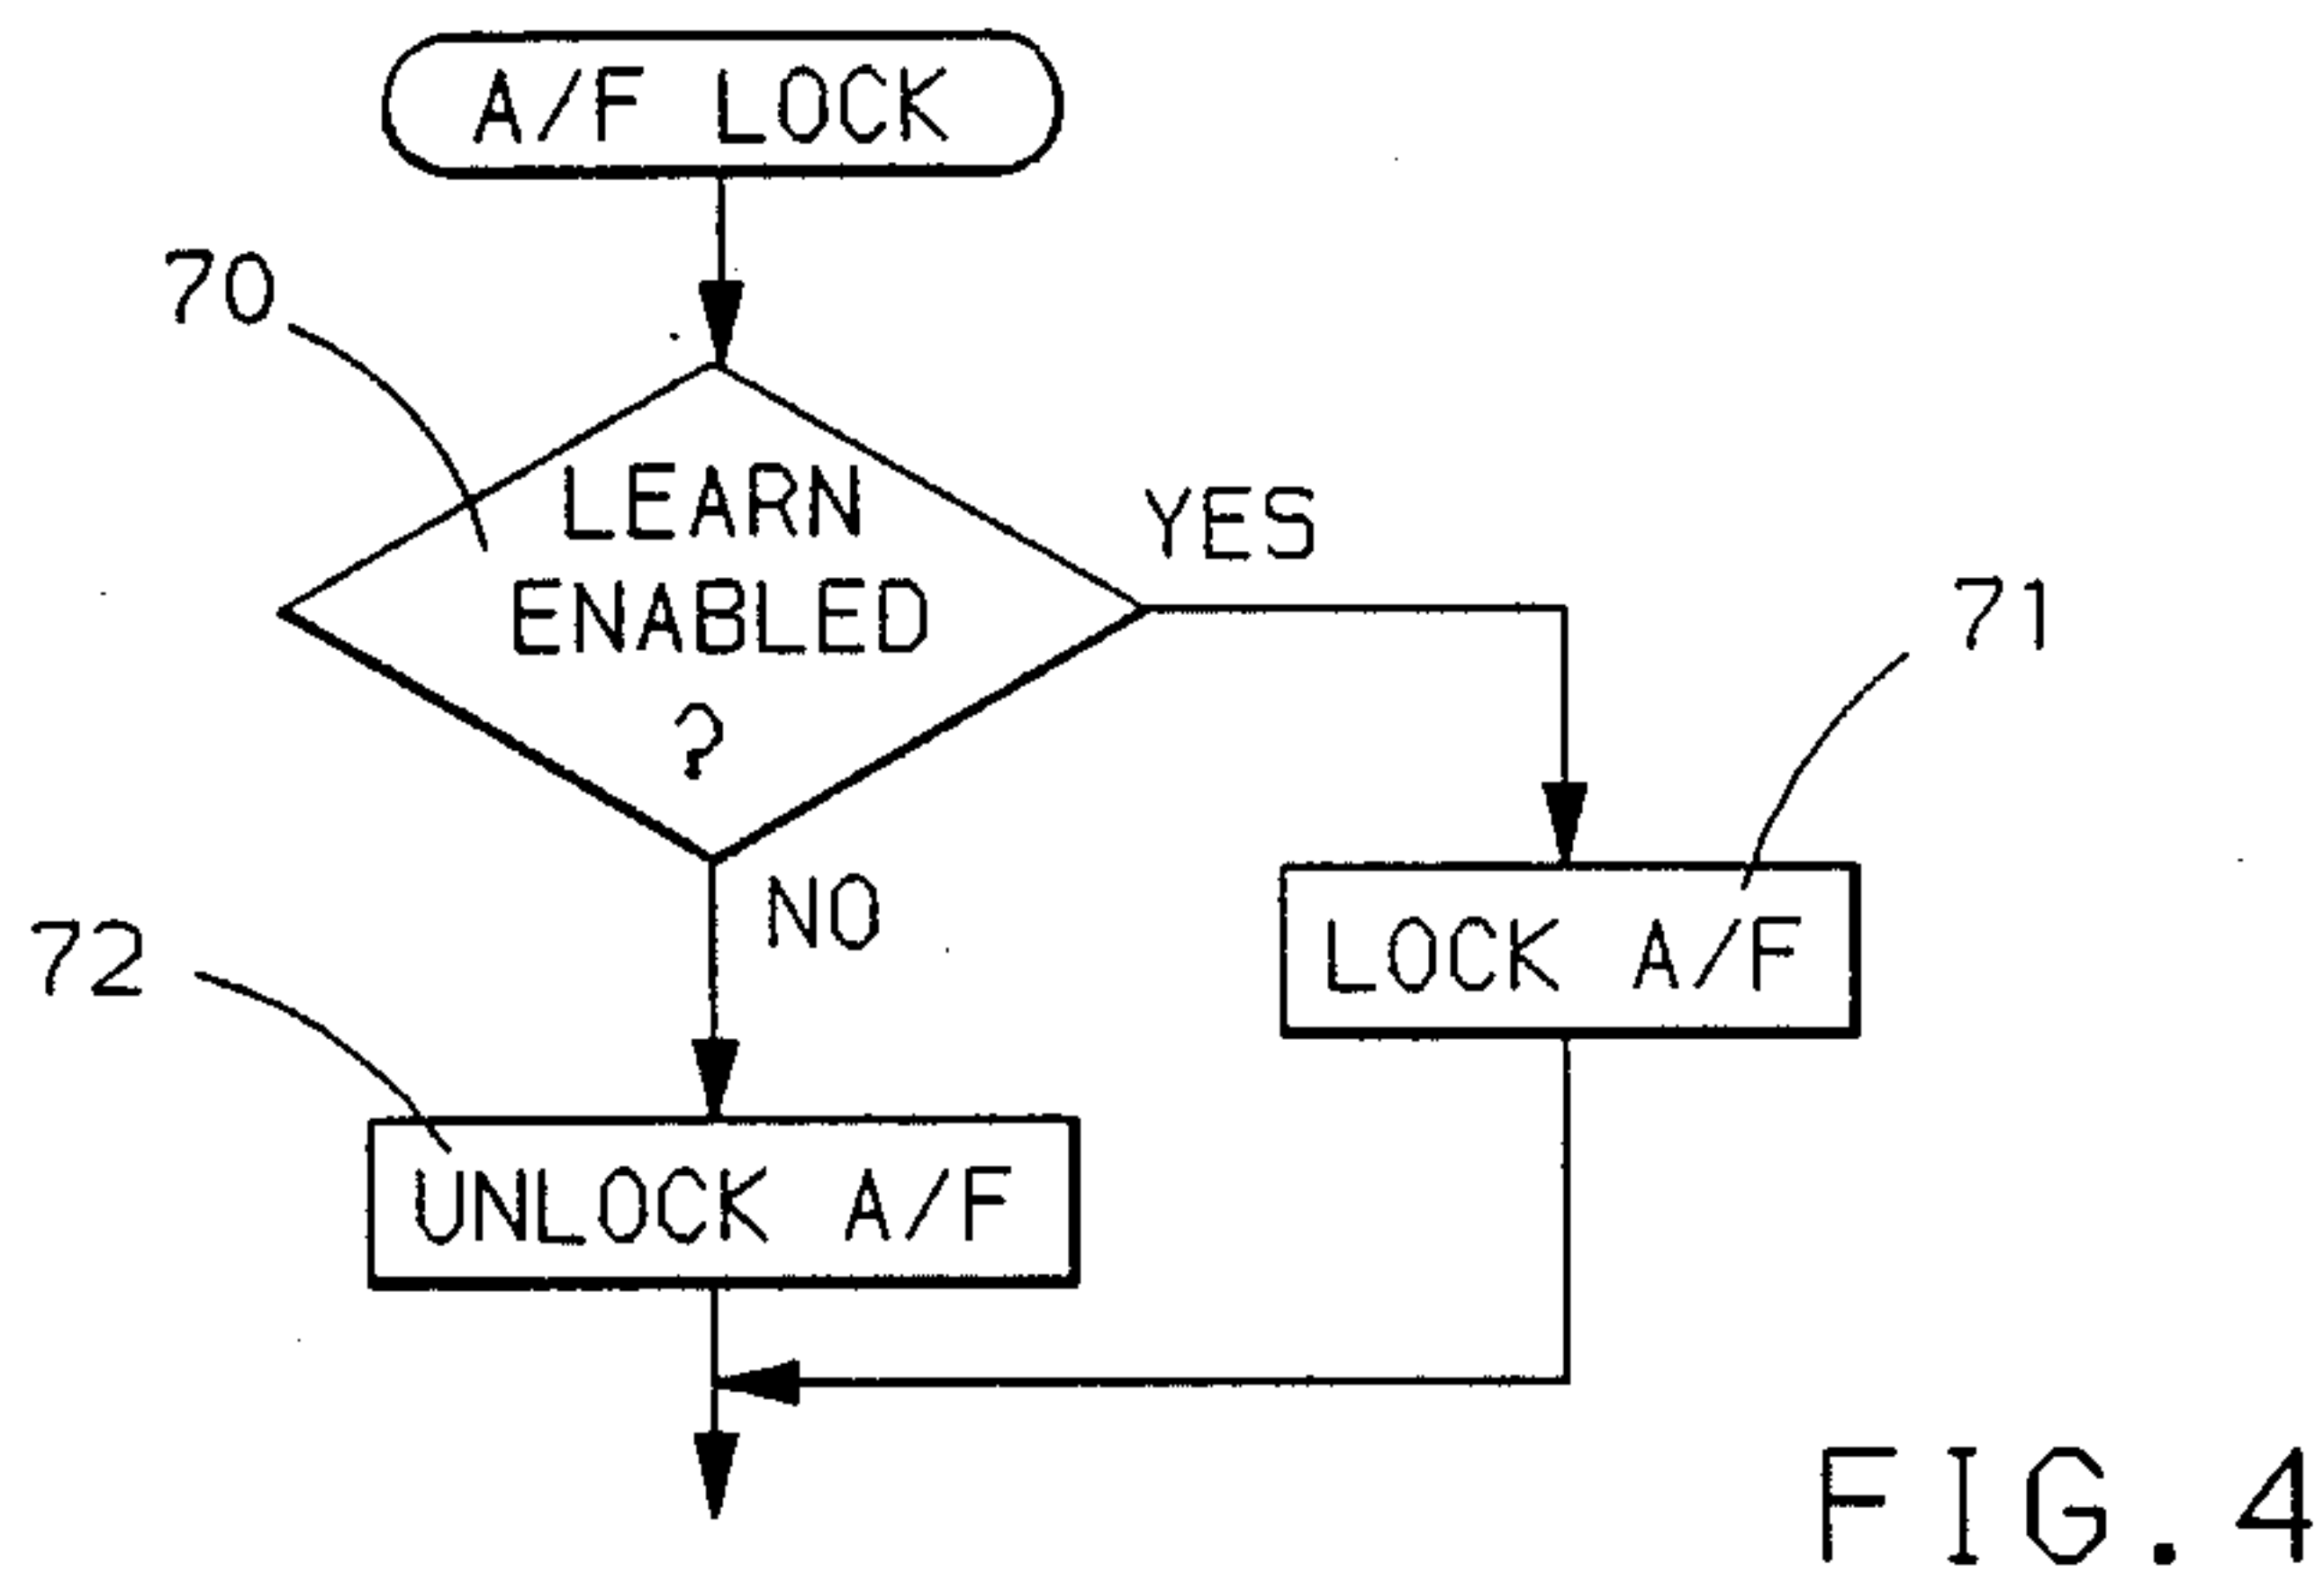 A/F LOCK
70
LEARN
ENABLED
?
YES
71
NO
72
LOCK A/F
UNLOCK A/F
FIG.4